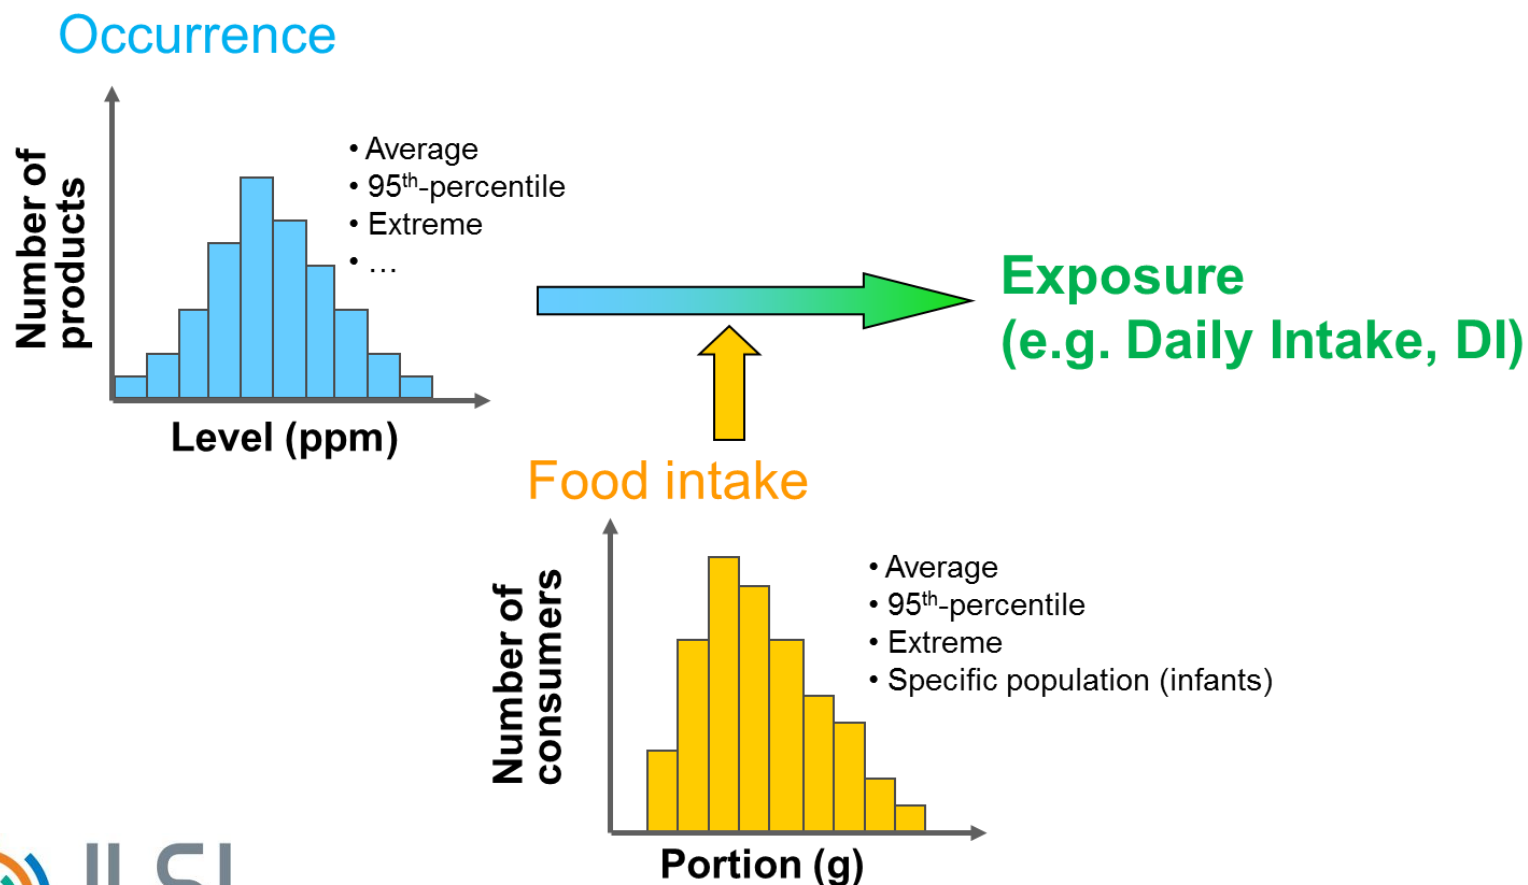 Occurrence
Number of
products
• Average
• 95th-percentile
• Extreme
• ...
Level (ppm)
Exposure
(e.g. Daily Intake, DI)
Food intake
Number of
consumers
• Average
• 95th-percentile
• Extreme
• Specific population (infants)
Portion (g)
ILSI